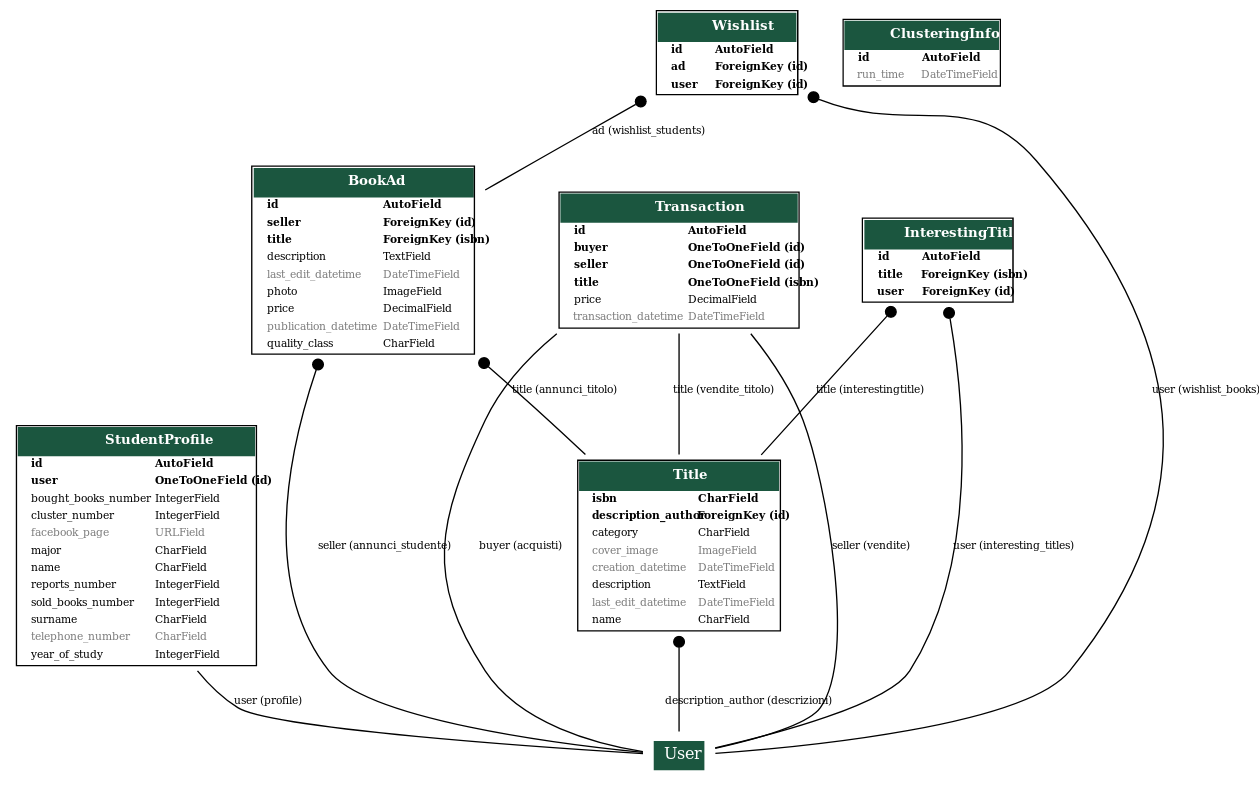 Wishlist
id AutoField
ad ForeignKey (id)
user ForeignKey (id)
ClusteringInfo
id AutoField
run_time DateTimeField
ad (wishlist_students)
BookAd
id AutoField
seller ForeignKey (id)
title ForeignKey (isbn)
description TextField
last_edit_datetime DateTimeField
photo ImageField
price DecimalField
publication_datetime DateTimeField
quality_class CharField
Transaction
id AutoField
buyer OneToOneField (id)
seller OneToOneField (id)
title OneToOneField (isbn)
price DecimalField
transaction_datetime DateTimeField
InterestingTitl
id AutoField
title ForeignKey (isbn)
user ForeignKey (id)
title (annunci_titolo)
title (vendite_titolo)
title (interestingtitle)
user (wishlist_books)
StudentProfile
id AutoField
user OneToOneField (id)
bought_books_number IntegerField
cluster_number IntegerField
facebook_page URLField
major CharField
name CharField
reports_number IntegerField
sold_books_number IntegerField
surname CharField
telephone_number CharField
year_of_study IntegerField
Title
isbn CharField
description_author ForeignKey (id)
category CharField
cover_image ImageField
creation_datetime DateTimeField
description TextField
last_edit_datetime DateTimeField
name CharField
seller (annunci_studente)
buyer (acquisti)
seller (vendite)
user (interesting_titles)
user (profile)
description_author (descrizioni)
User